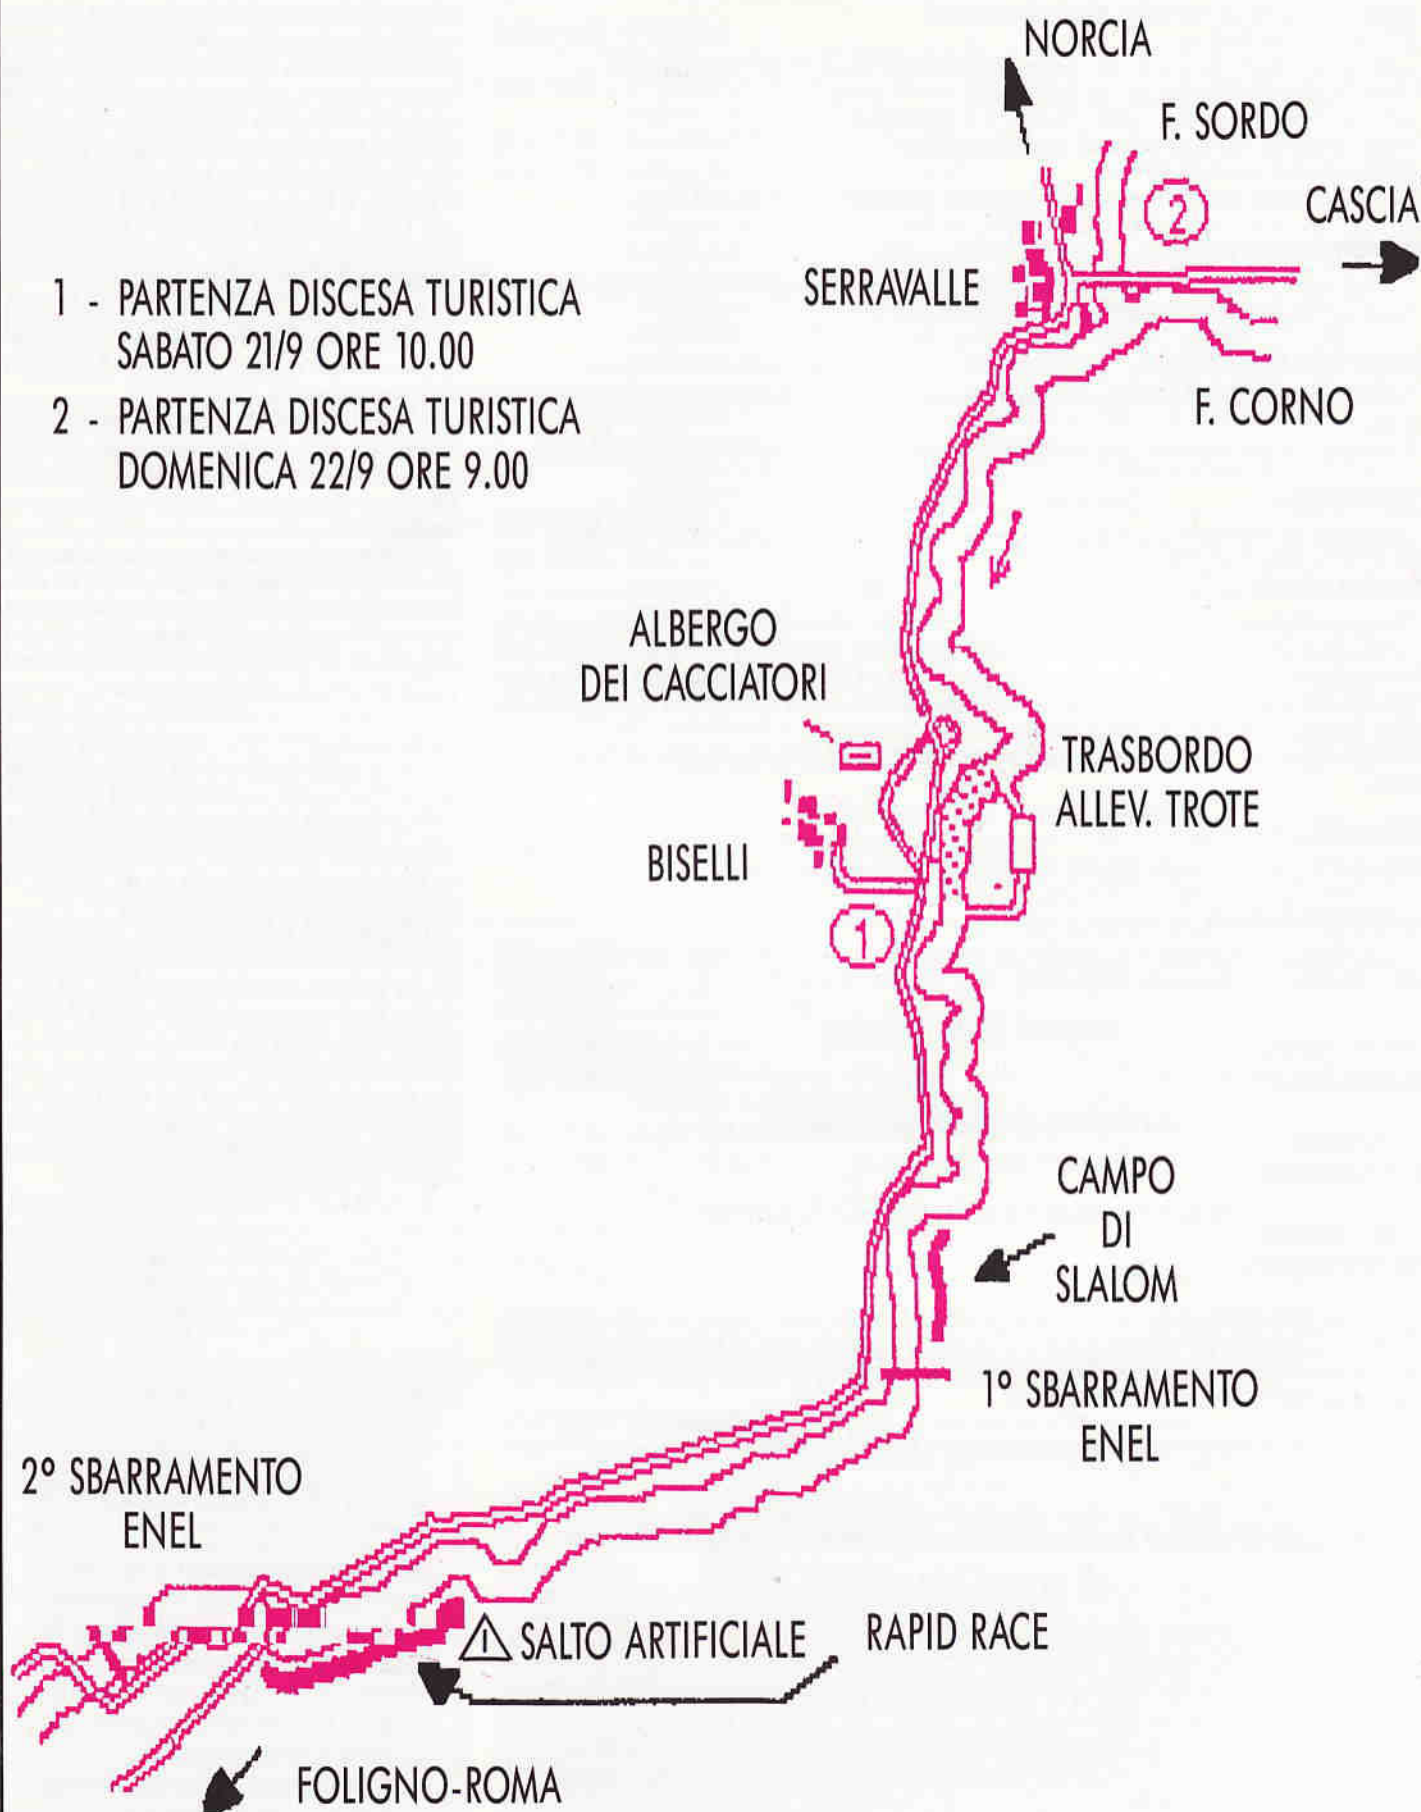 NORCIA
F. SORDO
2
CASCIA
SERRAVALLE
1 - PARTENZA DISCESA TURISTICA
SABATO 21/9 ORE 10.00
2 - PARTENZA DISCESA TURISTICA
DOMENICA 22/9 ORE 9.00
F. CORNO
ALBERGO
DEI CACCIATORI
TRASBORDO
ALLEV. TROTE
BISELLI
1
CAMPO
DI
SLALOM
1° SBARRAMENTO
ENEL
2° SBARRAMENTO
ENEL
SALTO ARTIFICIALE
RAPID RACE
FOLIGNO-ROMA